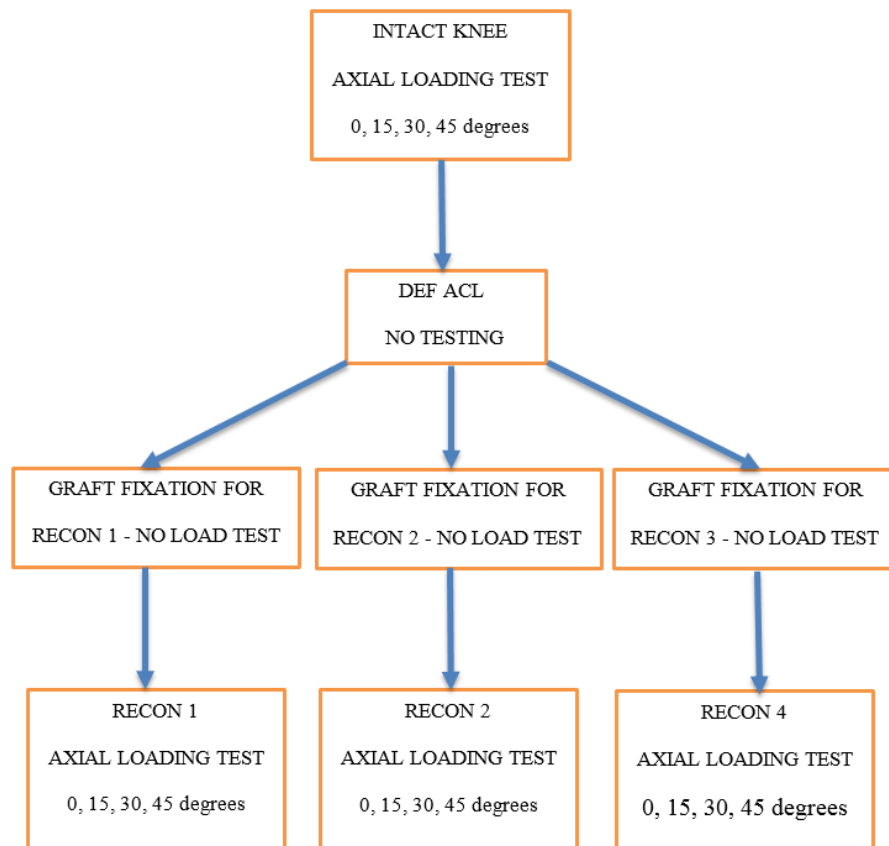 INTACT KNEE
AXIAL LOADING TEST
0, 15, 30, 45 degrees
DEF ACL
NO TESTING
GRAFT FIXATION FOR
RECON 1 - NO LOAD TEST
GRAFT FIXATION FOR
RECON 2 - NO LOAD TEST
GRAFT FIXATION FOR
RECON 3 - NO LOAD TEST
RECON 1
AXIAL LOADING TEST
0, 15, 30, 45 degrees
RECON 2
AXIAL LOADING TEST
0, 15, 30, 45 degrees
RECON 4
AXIAL LOADING TEST
0, 15, 30, 45 degrees